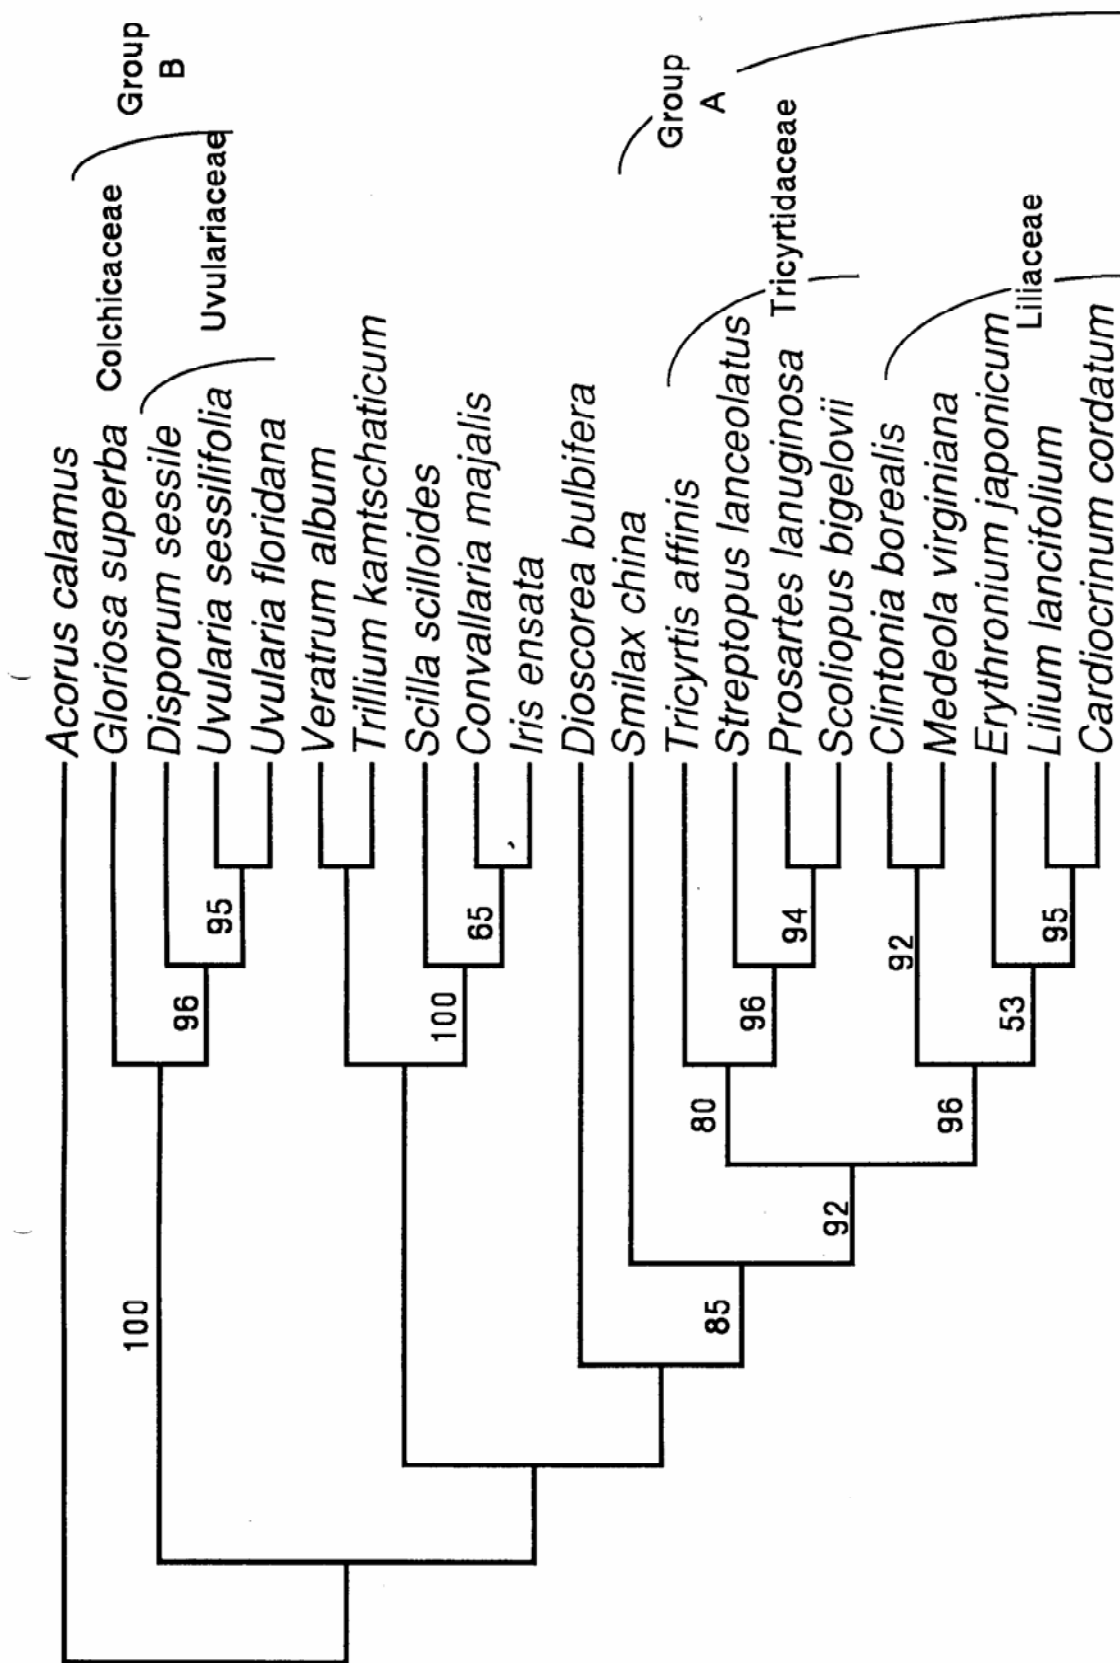 Acorus calamus
Gloriosa superba
Disporum sessile
Uvularia sessilifolia
Uvularia floridana
Veratrum album
Trillium kamtschaticum
Scilla scilloides
Convallaria majalis
Iris ensata
Dioscorea bulbifera
Smilax china
Tricyrtis affinis
Streptopus lanceolatus
Prosartes lanuginosa
Scoliopus bigelovii
Clintonia borealis
Medeola virginiana
Erythronium japonicum
Lilium lancifolium
Cardiocrinum cordatum
Colchicaceae
Uvulariaceae
Group
B
Tricyrtidaceae
Liliaceae
Group
A
100
96
95
100
65
85
92
80
96
94
96
92
53
95